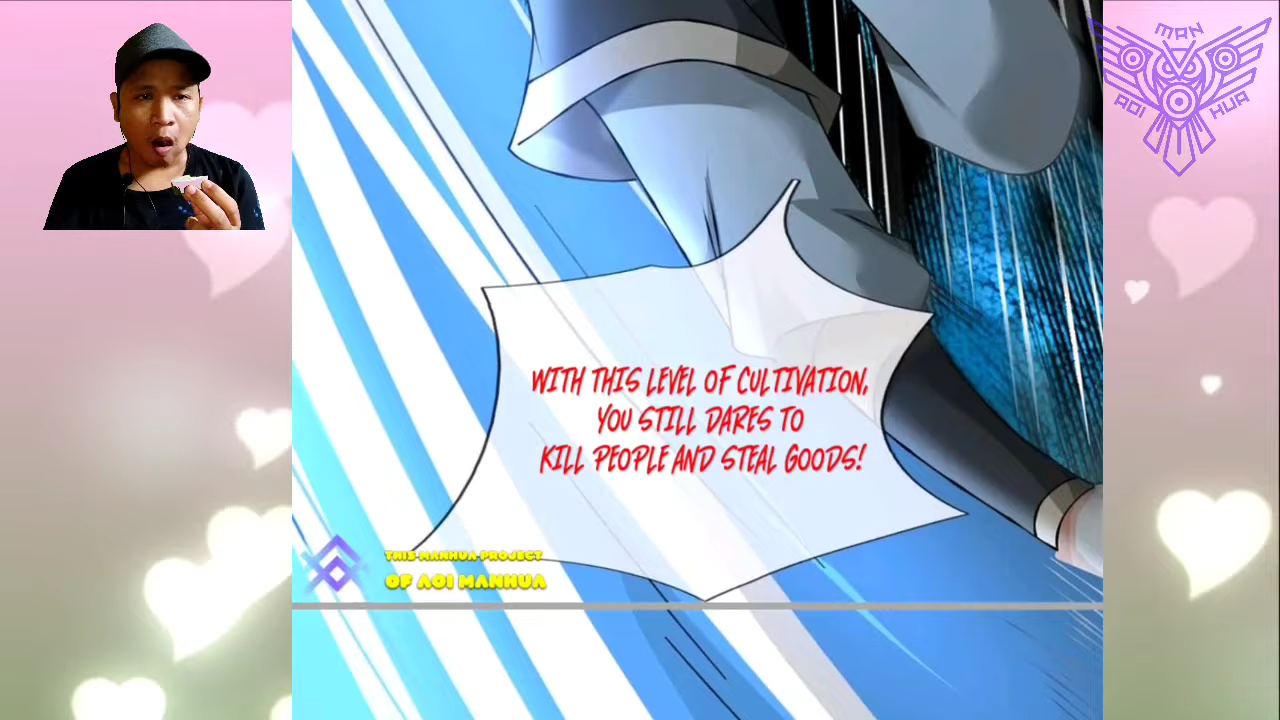 MAN
AOI HUA
WITH THIS LEVEL OF CULTIVATION,
YOU STILL DARES TO
KILL PEOPLE AND STEAL GOODS!
THIS MANHUA PROJECT
OF AOI MANHUA